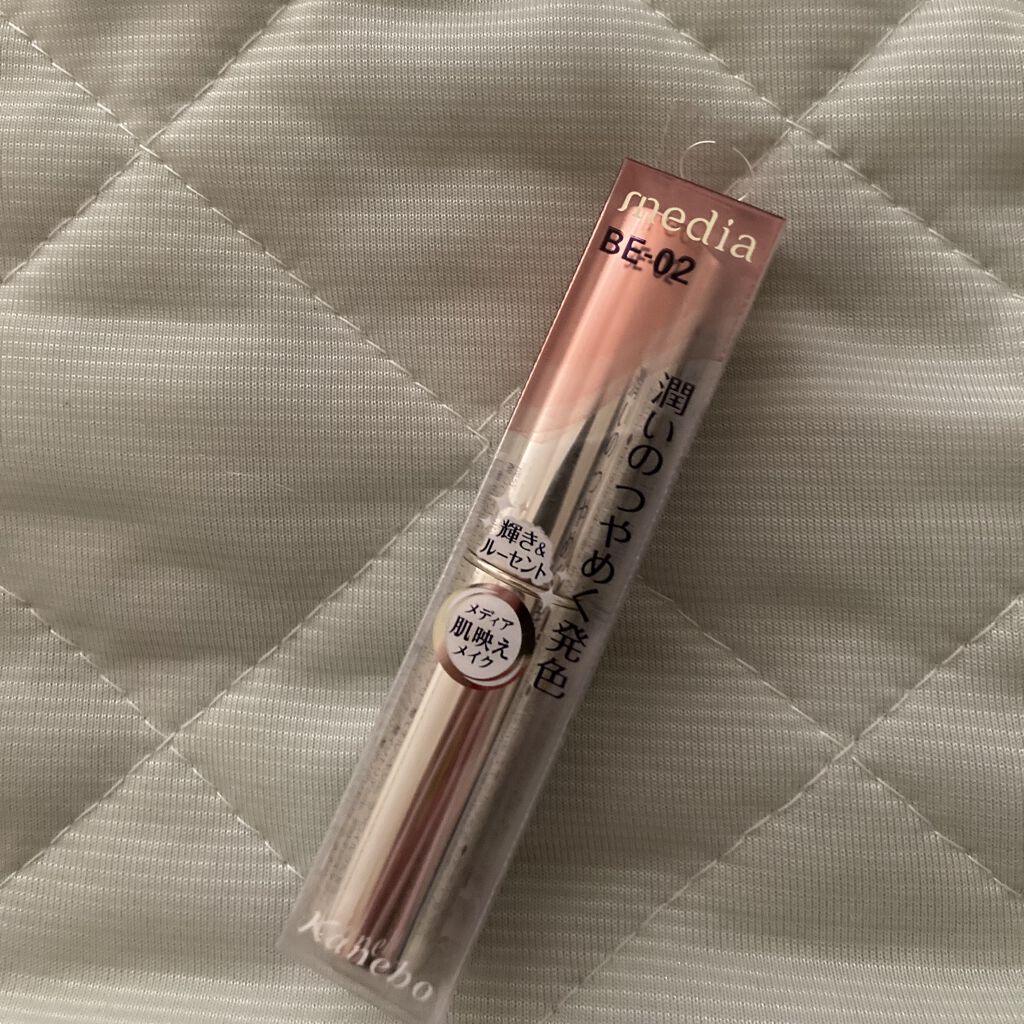 media
BE-02
潤いのつやめく発色
輝き&
ルーセント
メディア
肌映え
メイク
Kanebo